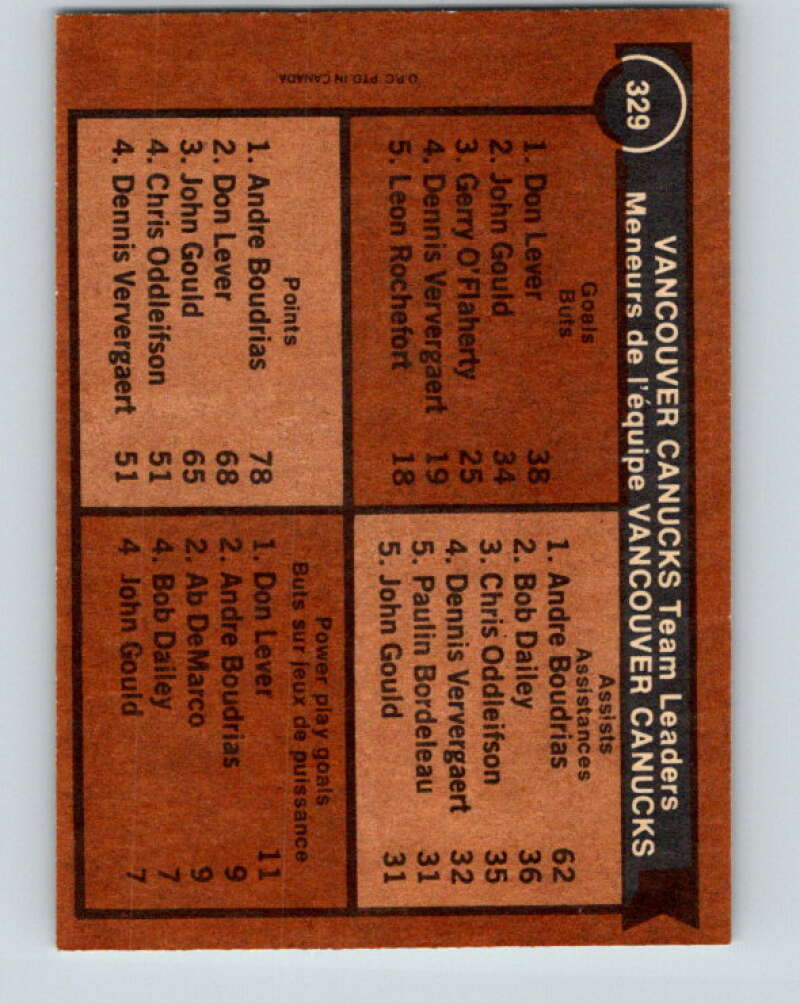 329
VANCOUVER CANUCKS Team Leaders
Meneurs de l'équipe VANCOUVER CANUCKS
Goals
Buts
1. Don Lever 38
2. John Gould 34
3. Gerry O'Flaherty 25
4. Dennis Ververgaert 19
5. Leon Rochefort 18
Assists
Assistances
1. Andre Boudrias 62
2. Bob Dailey 36
3. Chris Oddleifson 35
4. Dennis Ververgaert 32
5. Paulin Bordeleau 31
5. John Gould 31
Points
1. Andre Boudrias 78
2. Don Lever 68
3. John Gould 65
4. Chris Oddleifson 51
4. Dennis Ververgaert 51
Power play goals
Buts sur jeux de puissance
1. Don Lever 11
2. Andre Boudrias 9
2. Ab DeMarco 9
4. Bob Dailey 7
4 John Gould 7
O.P.C. PTD. IN CANADA